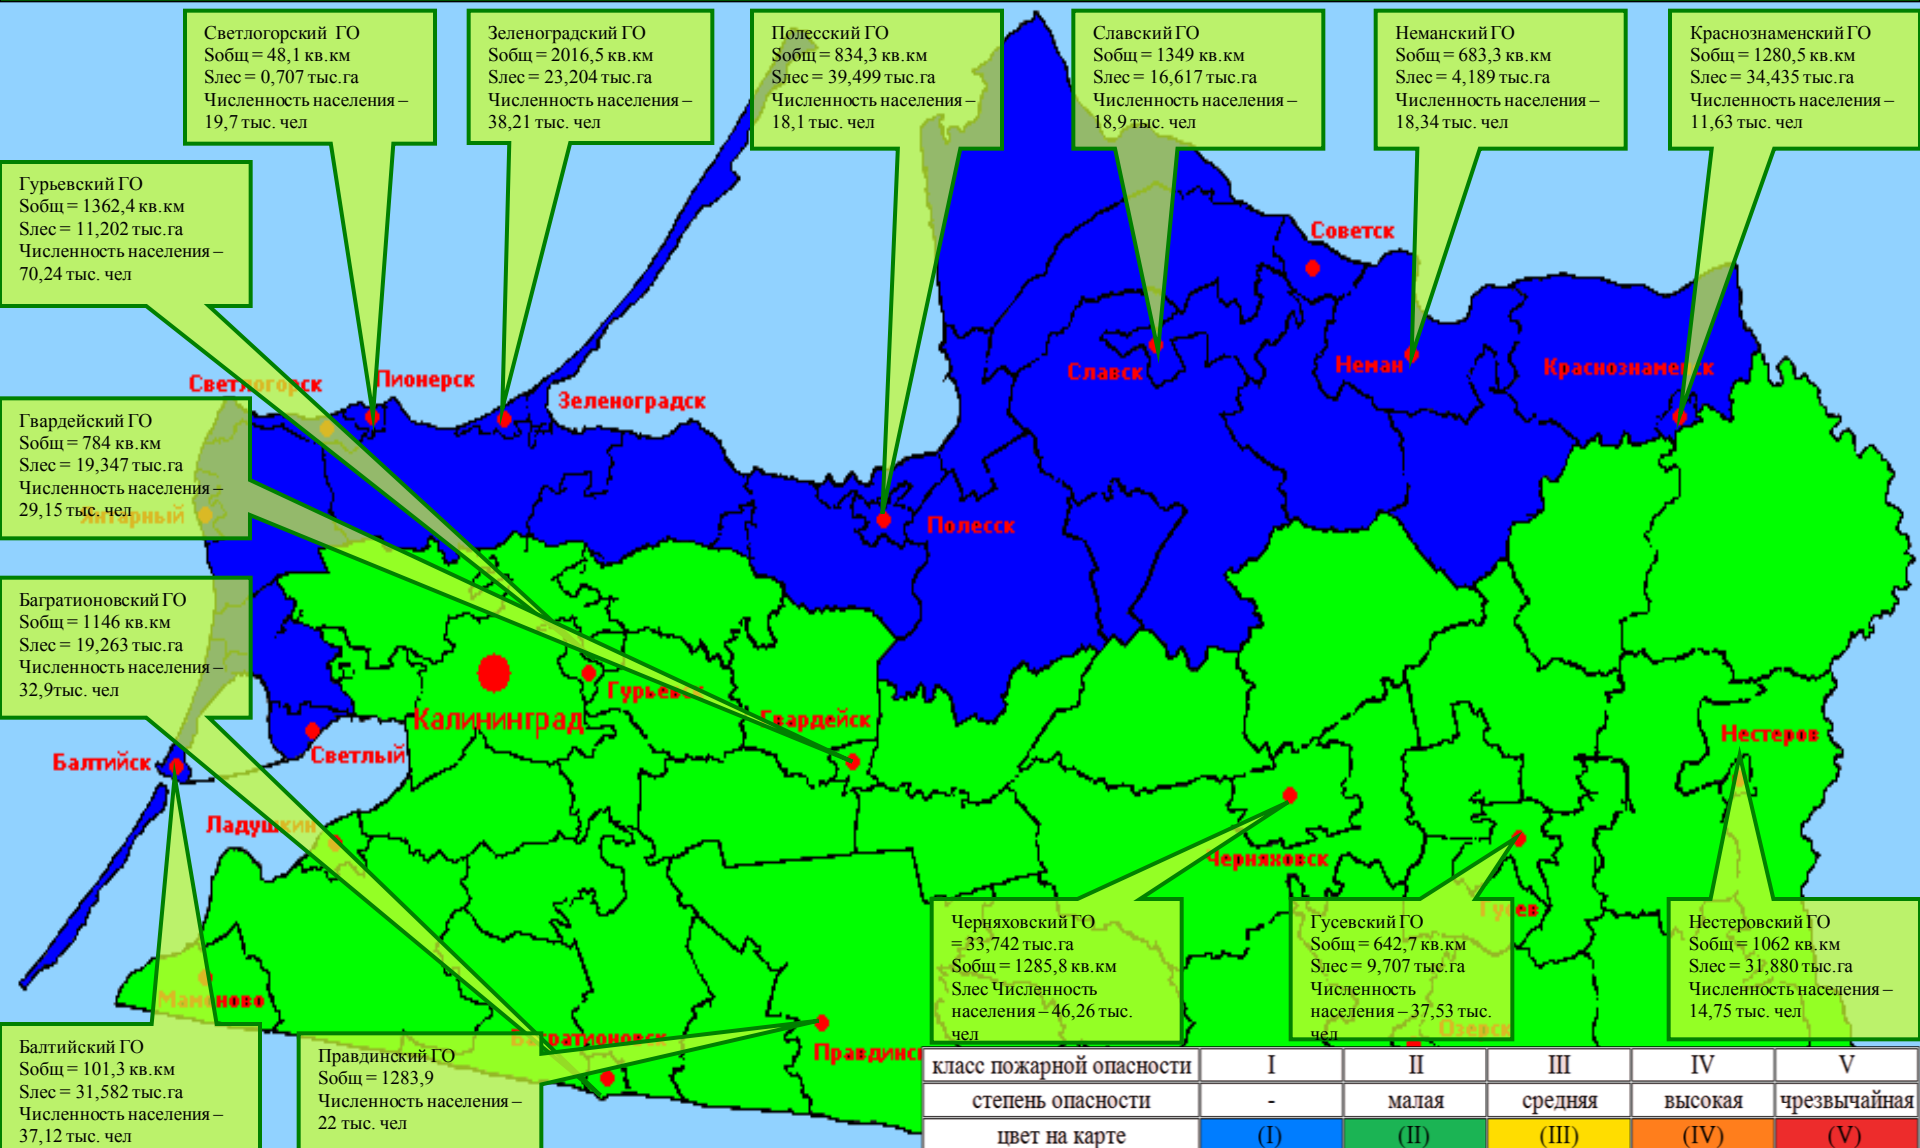 Светлогорский ГО
Sобщ = 48,1 кв.км
Sлес = 0,707 тыс.га
Численность населения –
19,7 тыс. чел
Зеленоградский ГО
Sобщ = 2016,5 кв.км
Sлес = 23,204 тыс.га
Численность населения –
38,21 тыс. чел
Полесский ГО
Sобщ = 834,3 кв.км
Sлес = 39,499 тыс.га
Численность населения –
18,1 тыс. чел
Славский ГО
Sобщ = 1349 кв.км
Sлес = 16,617 тыс.га
Численность населения –
18,9 тыс. чел
Неманский ГО
Sобщ = 683,3 кв.км
Sлес = 4,189 тыс.га
Численность населения –
18,34 тыс. чел
Краснознаменский ГО
Sобщ = 1280,5 кв.км
Sлес = 34,435 тыс.га
Численность населения –
11,63 тыс. чел
Гурьевский ГО
Sобщ = 1362,4 кв.км
Sлес = 11,202 тыс.га
Численность населения –
70,24 тыс. чел
Советск
Славск
Неман
Краснознаменск
Светлогорск
Пионерск
Зеленоградск
Гвардейский ГО
Sобщ = 784 кв.км
Sлес = 19,347 тыс.га
Численность населения –
29,15 тыс. чел
Янтарный
Полесск
Багратионовский ГО
Sобщ = 1146 кв.км
Sлес = 19,263 тыс.га
Численность населения –
32,9тыс. чел
Гурьевск
Калининград
Гвардейск
Нестеров
Светлый
Балтийск
Ладушкин
Черняховск
Гусев
Черняховский ГО
= 33,742 тыс.га
Sобщ = 1285,8 кв.км
Sлес Численность
населения – 46,26 тыс.
чел
Гусевский ГО
Sобщ = 642,7 кв.км
Sлес = 9,707 тыс.га
Численность
населения – 37,53 тыс.
чел
Нестеровский ГО
Sобщ = 1062 кв.км
Sлес = 31,880 тыс.га
Численность населения –
14,75 тыс. чел
Мамоново
Озевск
Багратионовск
Правдинск
Балтийский ГО
Sобщ = 101,3 кв.км
Sлес = 31,582 тыс.га
Численность населения –
37,12 тыс. чел
Правдинский ГО
Sобщ = 1283,9
Численность населения –
22 тыс. чел
класс пожарной опасности I II III IV V
степень опасности - малая средняя высокая чрезвычайная
цвет на карте (I) (II) (III) (IV) (V)